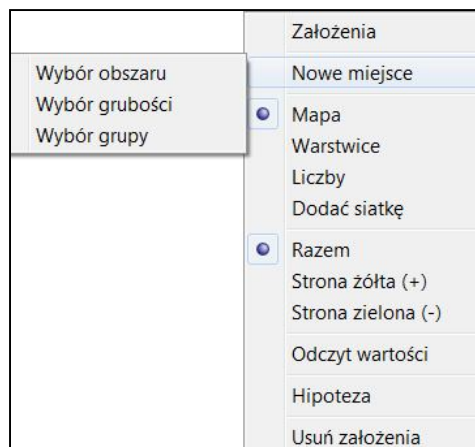 Założenia
Nowe miejsce
Wybór obszaru
Wybór grubości
Wybór grupy
Mapa
Warstwice
Liczby
Dodać siatkę
Razem
Strona żółta (+)
Strona zielona (-)
Odczyt wartości
Hipoteza
Usuń założenia